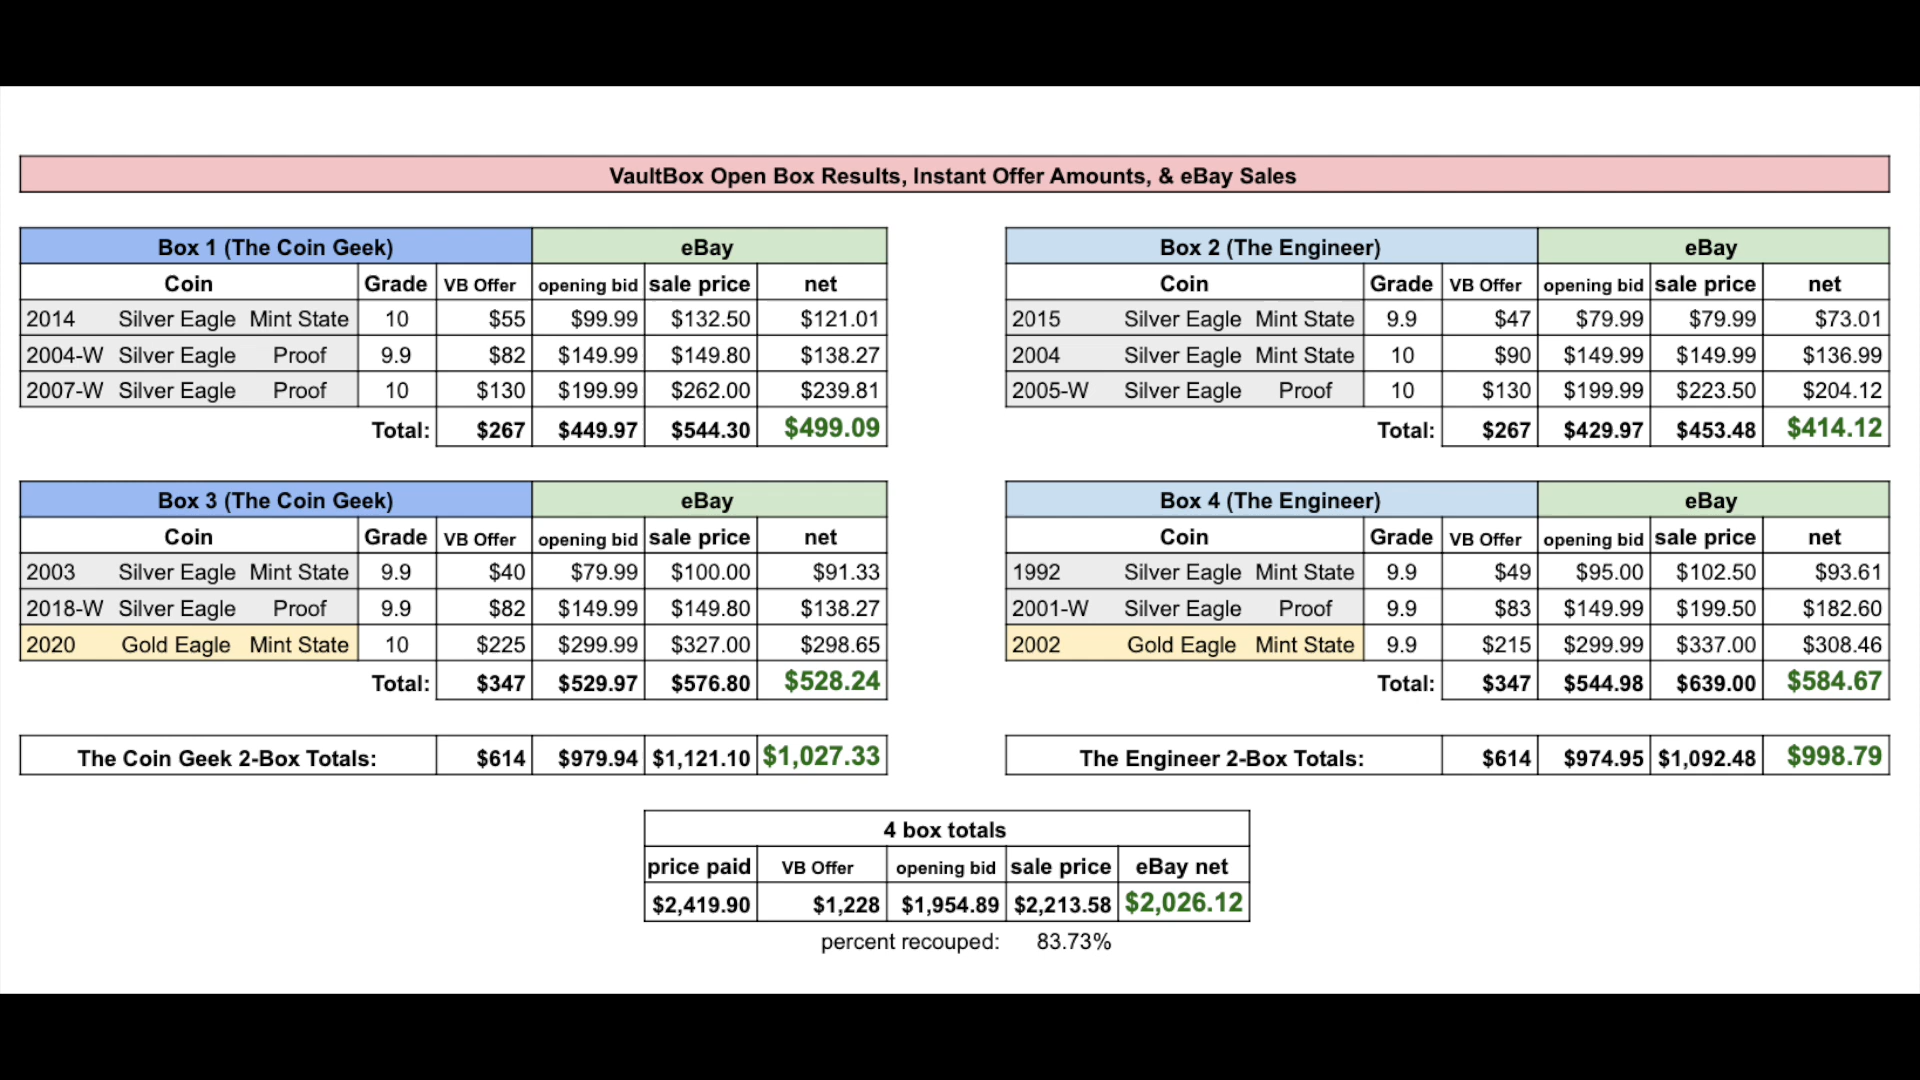 VaultBox Open Box Results, Instant Offer Amounts, & eBay Sales
Box 1 (The Coin Geek) eBay
Coin Grade VB Offer opening bid sale price net
2014 Silver Eagle Mint State 10 $55 $99.99 $132.50 $121.01
2004-W Silver Eagle Proof 9.9 $82 $149.99 $149.80 $138.27
2007-W Silver Eagle Proof 10 $130 $199.99 $262.00 $239.81
Total: $267 $449.97 $544.30 $499.09
Box 2 (The Engineer) eBay
Coin Grade VB Offer opening bid sale price net
2015 Silver Eagle Mint State 9.9 $47 $79.99 $79.99 $73.01
2004 Silver Eagle Mint State 10 $90 $149.99 $149.99 $136.99
2005-W Silver Eagle Proof 10 $130 $199.99 $223.50 $204.12
Total: $267 $429.97 $453.48 $414.12
Box 3 (The Coin Geek) eBay
Coin Grade VB Offer opening bid sale price net
2003 Silver Eagle Mint State 9.9 $40 $79.99 $100.00 $91.33
2018-W Silver Eagle Proof 9.9 $82 $149.99 $149.80 $138.27
2020 Gold Eagle Mint State 10 $225 $299.99 $327.00 $298.65
Total: $347 $529.97 $576.80 $528.24
Box 4 (The Engineer) eBay
Coin Grade VB Offer opening bid sale price net
1992 Silver Eagle Mint State 9.9 $49 $95.00 $102.50 $93.61
2001-W Silver Eagle Proof 9.9 $83 $149.99 $199.50 $182.60
2002 Gold Eagle Mint State 9.9 $215 $299.99 $337.00 $308.46
Total: $347 $544.98 $639.00 $584.67
The Coin Geek 2-Box Totals: $614 $979.94 $1,121.10 $1,027.33
The Engineer 2-Box Totals: $614 $974.95 $1,092.48 $998.79
4 box totals
price paid VB Offer opening bid sale price eBay net
$2,419.90 $1,228 $1,954.89 $2,213.58 $2,026.12
percent recouped: 83.73%